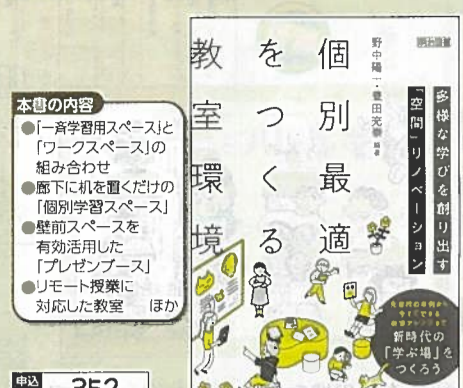 本書の内容
●「一斉学習用スペース」と
「ワークスペース」の
組み合わせ
●廊下に机を置くだけの
「個別学習スペース」
●壁前スペースを
有効活用した
「プレゼンブース」
●リモート授業に
対応した教室　ほか
申込
352
多様な学びを創り出す
「空間」リノベーション
野中陽一・豊田充崇 編著
個別最適
をつくる
教室環境
新時代の
「学ぶ場」を
つくろう